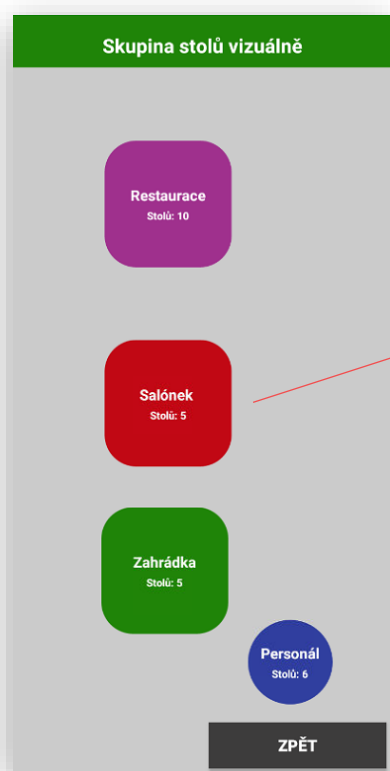 Skupina stolů vizuálně
Restaurace
Stolů: 10
Salónek
Stolů: 5
Zahrádka
Stolů: 5
Personál
Stolů: 6
ZPĚT